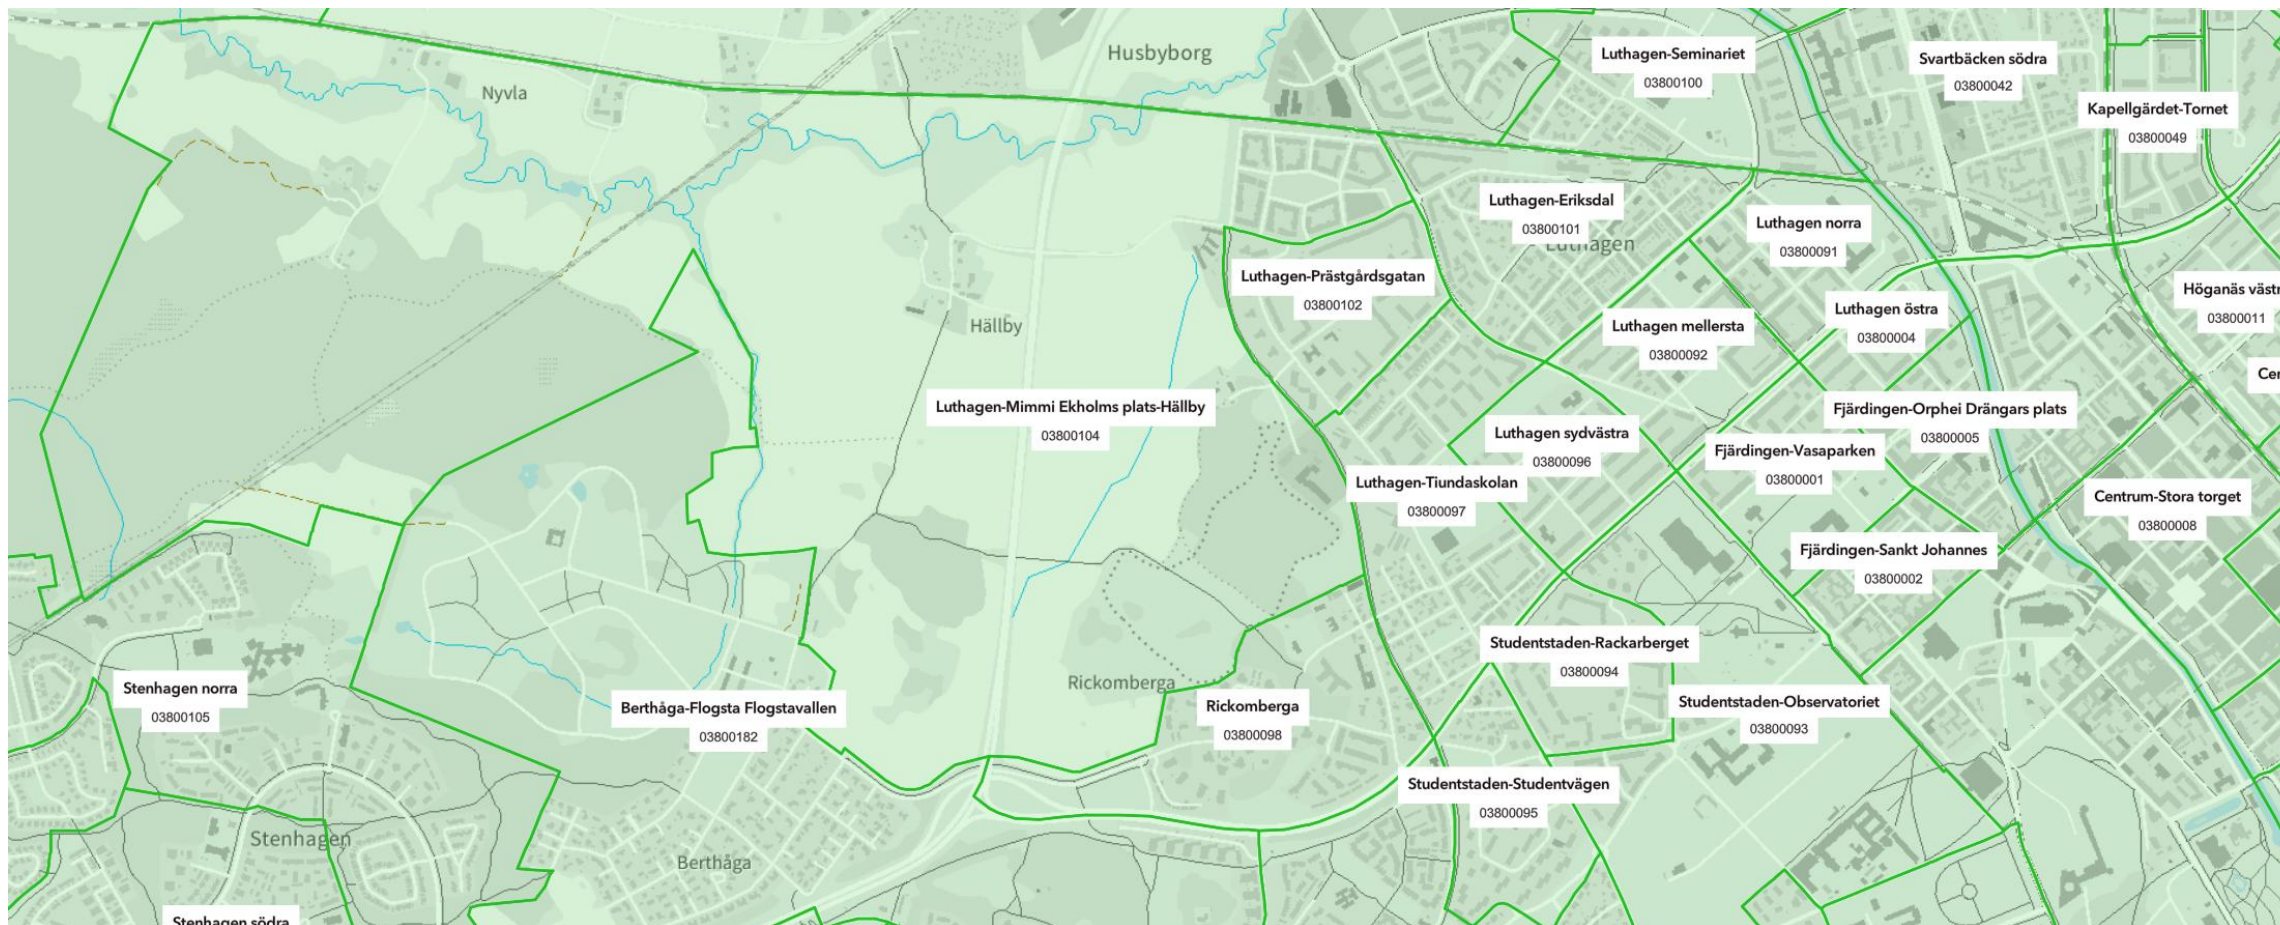 Husbyborg
Luthagen-Seminariet
03800100
Svartbäcken södra
03800042
Nyvla
Kapellgärdet-Tornet
03800049
Luthagen-Eriksdal
03800101
Luthagen
Luthagen norra
03800091
Luthagen-Prästgårdsgatan
03800102
Höganäs västr
03800011
Luthagen östra
03800004
Hällby
Luthagen mellersta
03800092
Cer
Luthagen-Mimmi Ekholms plats-Hällby
03800104
Fjärdingen-Orphei Drängars plats
03800005
Luthagen sydvästra
03800096
Fjärdingen-Vasaparken
03800001
Luthagen-Tiundaskolan
03800097
Centrum-Stora torget
03800008
Fjärdingen-Sankt Johannes
03800002
Studentstaden-Rackarberget
03800094
Rickomberga
Stenhagen norra
03800105
Berthåga-Flogsta Flogstavallen
03800182
Rickomberga
03800098
Studentstaden-Observatoriet
03800093
Studentstaden-Studentvägen
03800095
Stenhagen
Berthåga
Stenhagen södra